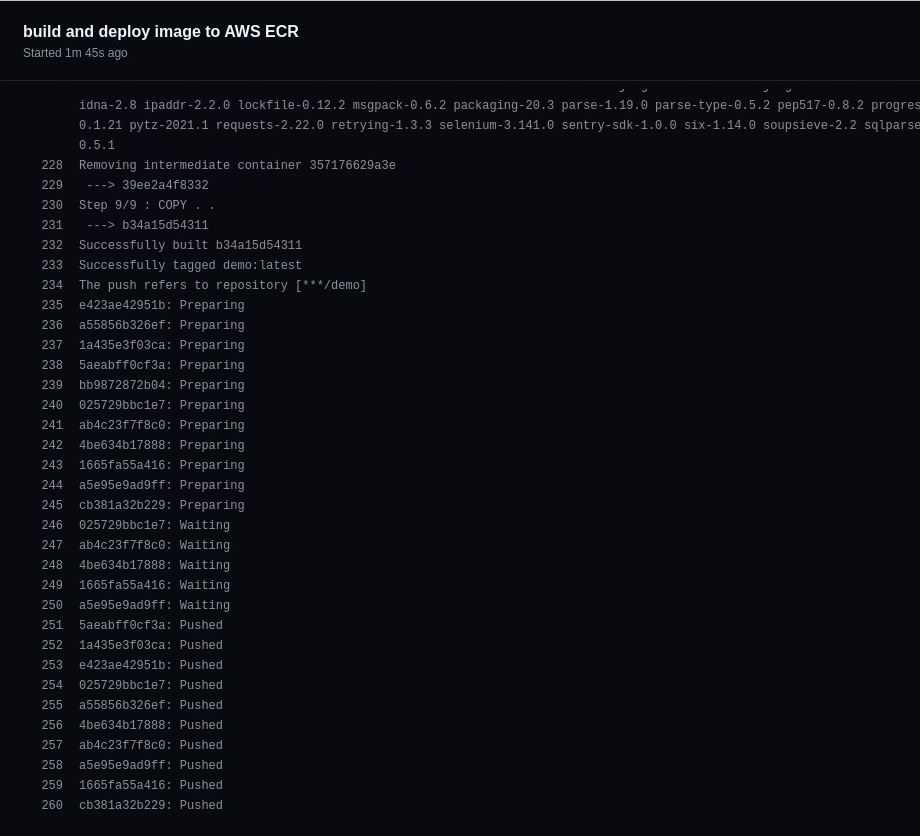 build and deploy image to AWS ECR
Started 1m 45s ago
idna-2.8 ipaddr-2.2.0 lockfile-0.12.2 msgpack-0.6.2 packaging-20.3 parse-1.19.0 parse-type-0.5.2 pep517-0.8.2 progres
0.1.21 pytz-2021.1 requests-2.22.0 retrying-1.3.3 selenium-3.141.0 sentry-sdk-1.0.0 six-1.14.0 soupsieve-2.2 sqlparse
0.5.1
228 Removing intermediate container 357176629a3e
229 ---> 39ee2a4f8332
230 Step 9/9 : COPY . .
231 ---> b34a15d54311
232 Successfully built b34a15d54311
233 Successfully tagged demo:latest
234 The push refers to repository [***/demo]
235 e423ae42951b: Preparing
236 a55856b326ef: Preparing
237 1a435e3f03ca: Preparing
238 5aeabff0cf3a: Preparing
239 bb9872872b04: Preparing
240 025729bbc1e7: Preparing
241 ab4c23f7f8c0: Preparing
242 4be634b17888: Preparing
243 1665fa55a416: Preparing
244 a5e95e9ad9ff: Preparing
245 cb381a32b229: Preparing
246 025729bbc1e7: Waiting
247 ab4c23f7f8c0: Waiting
248 4be634b17888: Waiting
249 1665fa55a416: Waiting
250 a5e95e9ad9ff: Waiting
251 5aeabff0cf3a: Pushed
252 1a435e3f03ca: Pushed
253 e423ae42951b: Pushed
254 025729bbc1e7: Pushed
255 a55856b326ef: Pushed
256 4be634b17888: Pushed
257 ab4c23f7f8c0: Pushed
258 a5e95e9ad9ff: Pushed
259 1665fa55a416: Pushed
260 cb381a32b229: Pushed